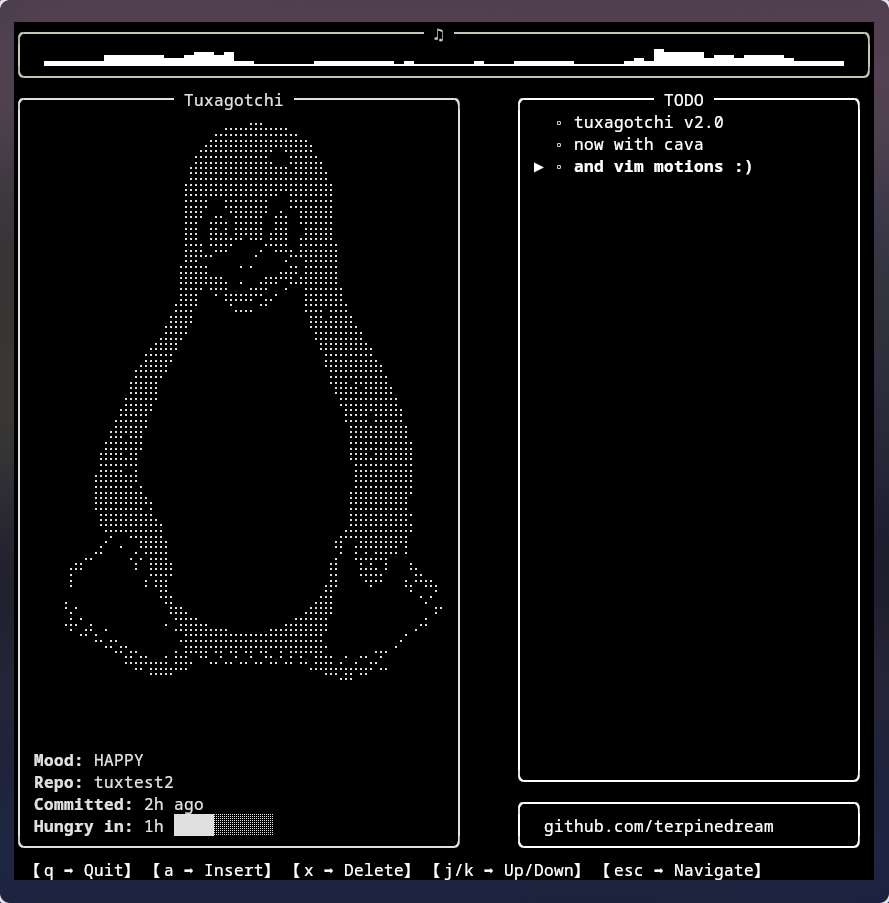 ♫
Tuxagotchi
TODO
◦ tuxagotchi v2.0
◦ now with cava
▶ ◦ and vim motions :)
Mood: HAPPY
Repo: tuxtest2
Committed: 2h ago
Hungry in: 1h
github.com/terpinedream
【q → Quit】【a → Insert】【x → Delete】【j/k → Up/Down】【esc → Navigate】